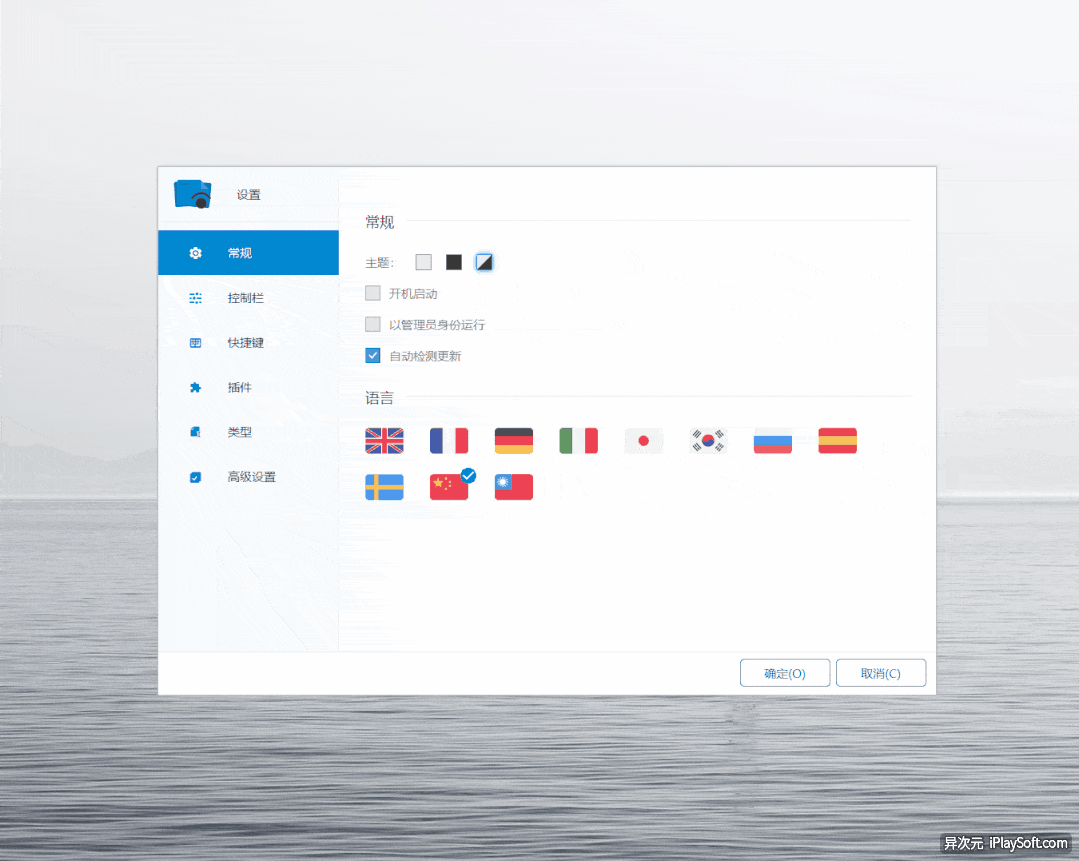 设置
常规
控制栏
快捷键
插件
类型
高级设置
常规
主题:
开机启动
以管理员身份运行
自动检测更新
语言
确定(O)
取消(C)
异次元 iPlaySoft.com